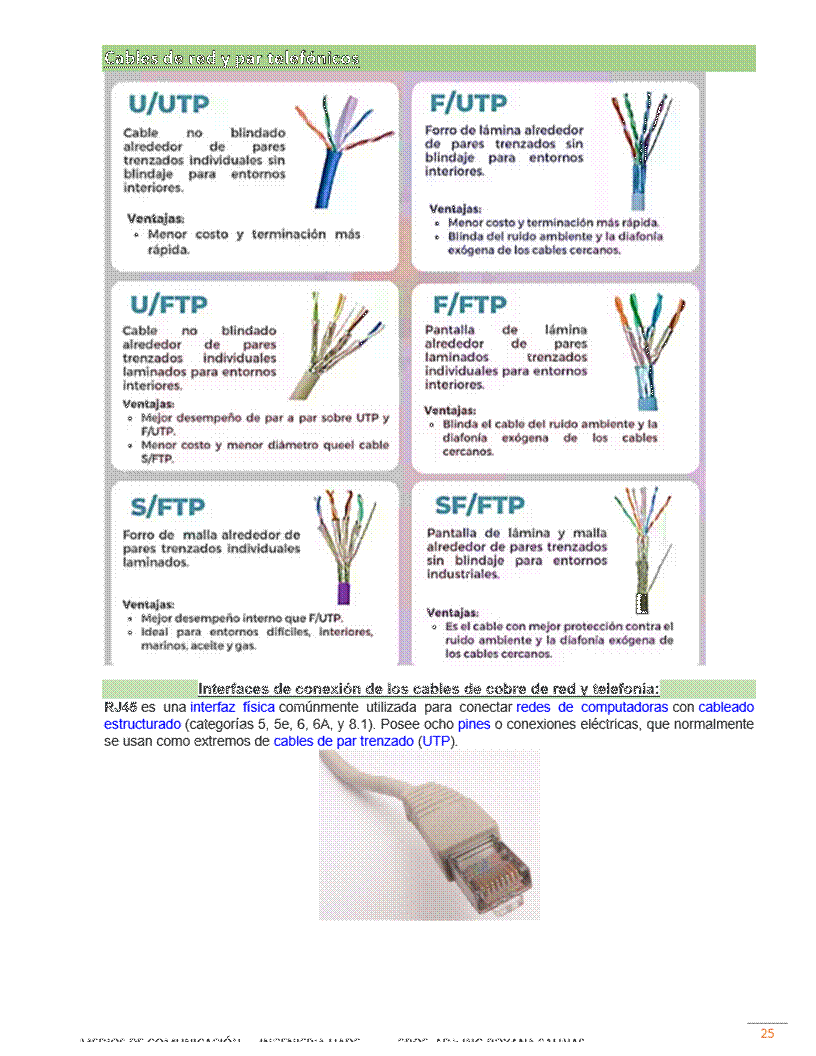 Cables de red y par telefónicos
U/UTP
Cable no blindado
alrededor de pares
trenzados individuales sin
blindaje para entornos
interiores.
Ventajas:
• Menor costo y terminación más
rápida.
F/UTP
Forro de lámina alrededor
de pares trenzados sin
blindaje para entornos
interiores.
Ventajas:
• Menor costo y terminación más rápida.
• Blinda del ruido ambiente y la diafonía
exógena de los cables cercanos.
U/FTP
Cable no blindado
alrededor de pares
trenzados individuales
laminados para entornos
interiores.
Ventajas:
• Mejor desempeño de par a par sobre UTP y
F/UTP.
• Menor costo y menor diámetro queel cable
S/FTP.
F/FTP
Pantalla de lámina
alrededor de pares
laminados trenzados
individuales para entornos
interiores.
Ventajas:
• Blinda el cable del ruido ambiente y la
diafonía exógena de los cables
cercanos.
S/FTP
Forro de malla alrededor de
pares trenzados individuales
laminados.
Ventajas:
• Mejor desempeño interno que F/UTP.
• Ideal para entornos difíciles, interiores,
marinos, aceite y gas.
SF/FTP
Pantalla de lámina y malla
alrededor de pares trenzados
sin blindaje para entornos
industriales.
Ventajas:
• Es el cable con mejor protección contra el
ruido ambiente y la diafonía exógena de
los cables cercanos.
Interfaces de conexión de los cables de cobre de red y telefonía:
RJ45 es una interfaz física comúnmente utilizada para conectar redes de computadoras con cableado
estructurado (categorías 5, 5e, 6, 6A, y 8.1). Posee ocho pines o conexiones eléctricas, que normalmente
se usan como extremos de cables de par trenzado (UTP).
25
MEDIOS DE COMUNICACIÓN